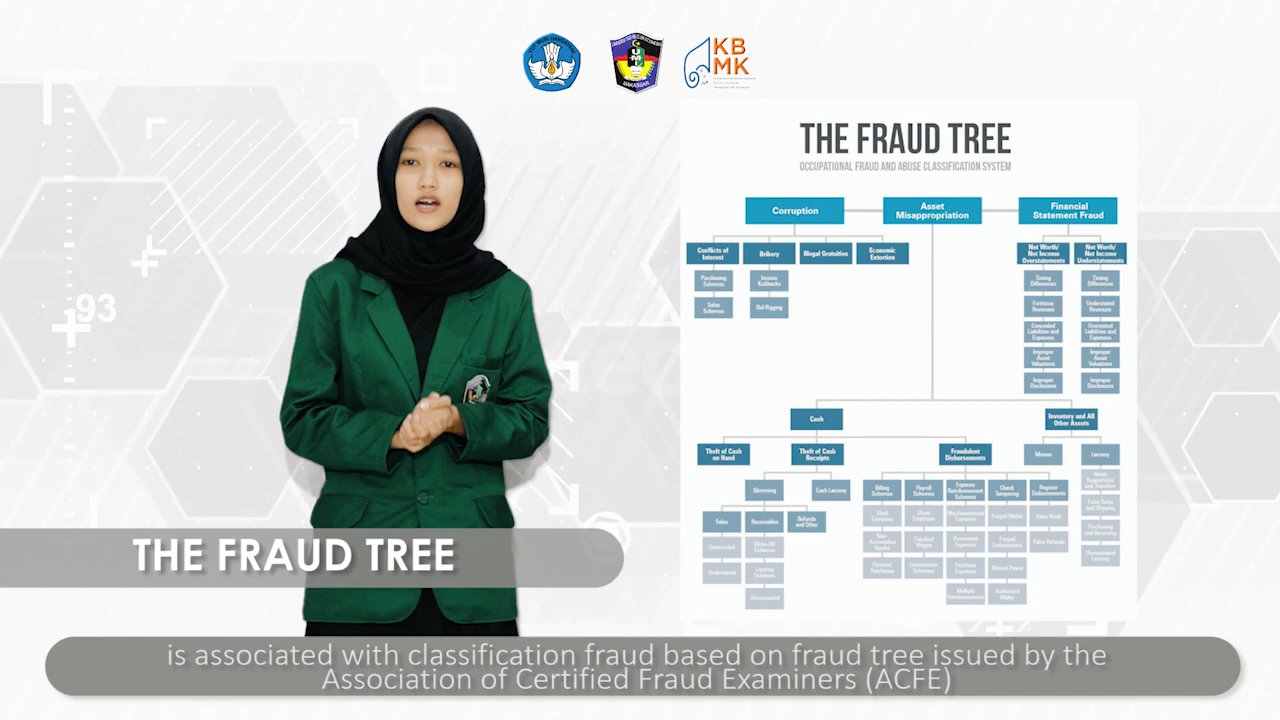 TUT WURI HANDAYANI
UMI
MAKASSAR
KB
MK
THE FRAUD TREE
OCCUPATIONAL FRAUD AND ABUSE CLASSIFICATION SYSTEM
Corruption
Asset
Misappropriation
Financial
Statement Fraud
Conflicts of
Interest
Bribery
Illegal Gratuities
Economic
Extortion
Net Worth/
Net Income
Overstatements
Net Worth/
Net Income
Understatements
Purchasing
Schemes
Invoice
Kickbacks
Timing
Differences
Timing
Differences
Sales
Schemes
Bid Rigging
Fictitious
Revenues
Understated
Revenues
Concealed
Liabilities and
Expenses
Overstated
Liabilities and
Expenses
Improper
Asset
Valuations
Improper
Asset
Valuations
Improper
Disclosures
Improper
Disclosures
Cash
Inventory and All
Other Assets
Theft of Cash
on Hand
Theft of Cash
Receipts
Fraudulent
Disbursements
Misuse
Larceny
Skimming
Cash Larceny
Billing
Schemes
Payroll
Schemes
Expense
Reimbursement
Schemes
Check
Tampering
Register
Disbursements
Asset
Requisitions
and Transfers
Sales
Receivables
Refunds
and Other
Shell
Company
Ghost
Employee
Mischaracterized
Expenses
Forged Maker
False Voids
False Sales
and Shipping
Unrecorded
Write-Off
Schemes
Non-
Accomplice
Vendor
Falsified
Wages
Overstated
Expenses
Forged
Endorsement
False Refunds
Purchasing
and Receiving
Understated
Lapping
Schemes
Personal
Purchases
Commission
Schemes
Fictitious
Expenses
Altered Payee
Unconcealed
Larceny
Unconcealed
Multiple
Reimbursements
Authorized
Maker
93
THE FRAUD TREE
is associated with classification fraud based on fraud tree issued by the
Association of Certified Fraud Examiners (ACFE)